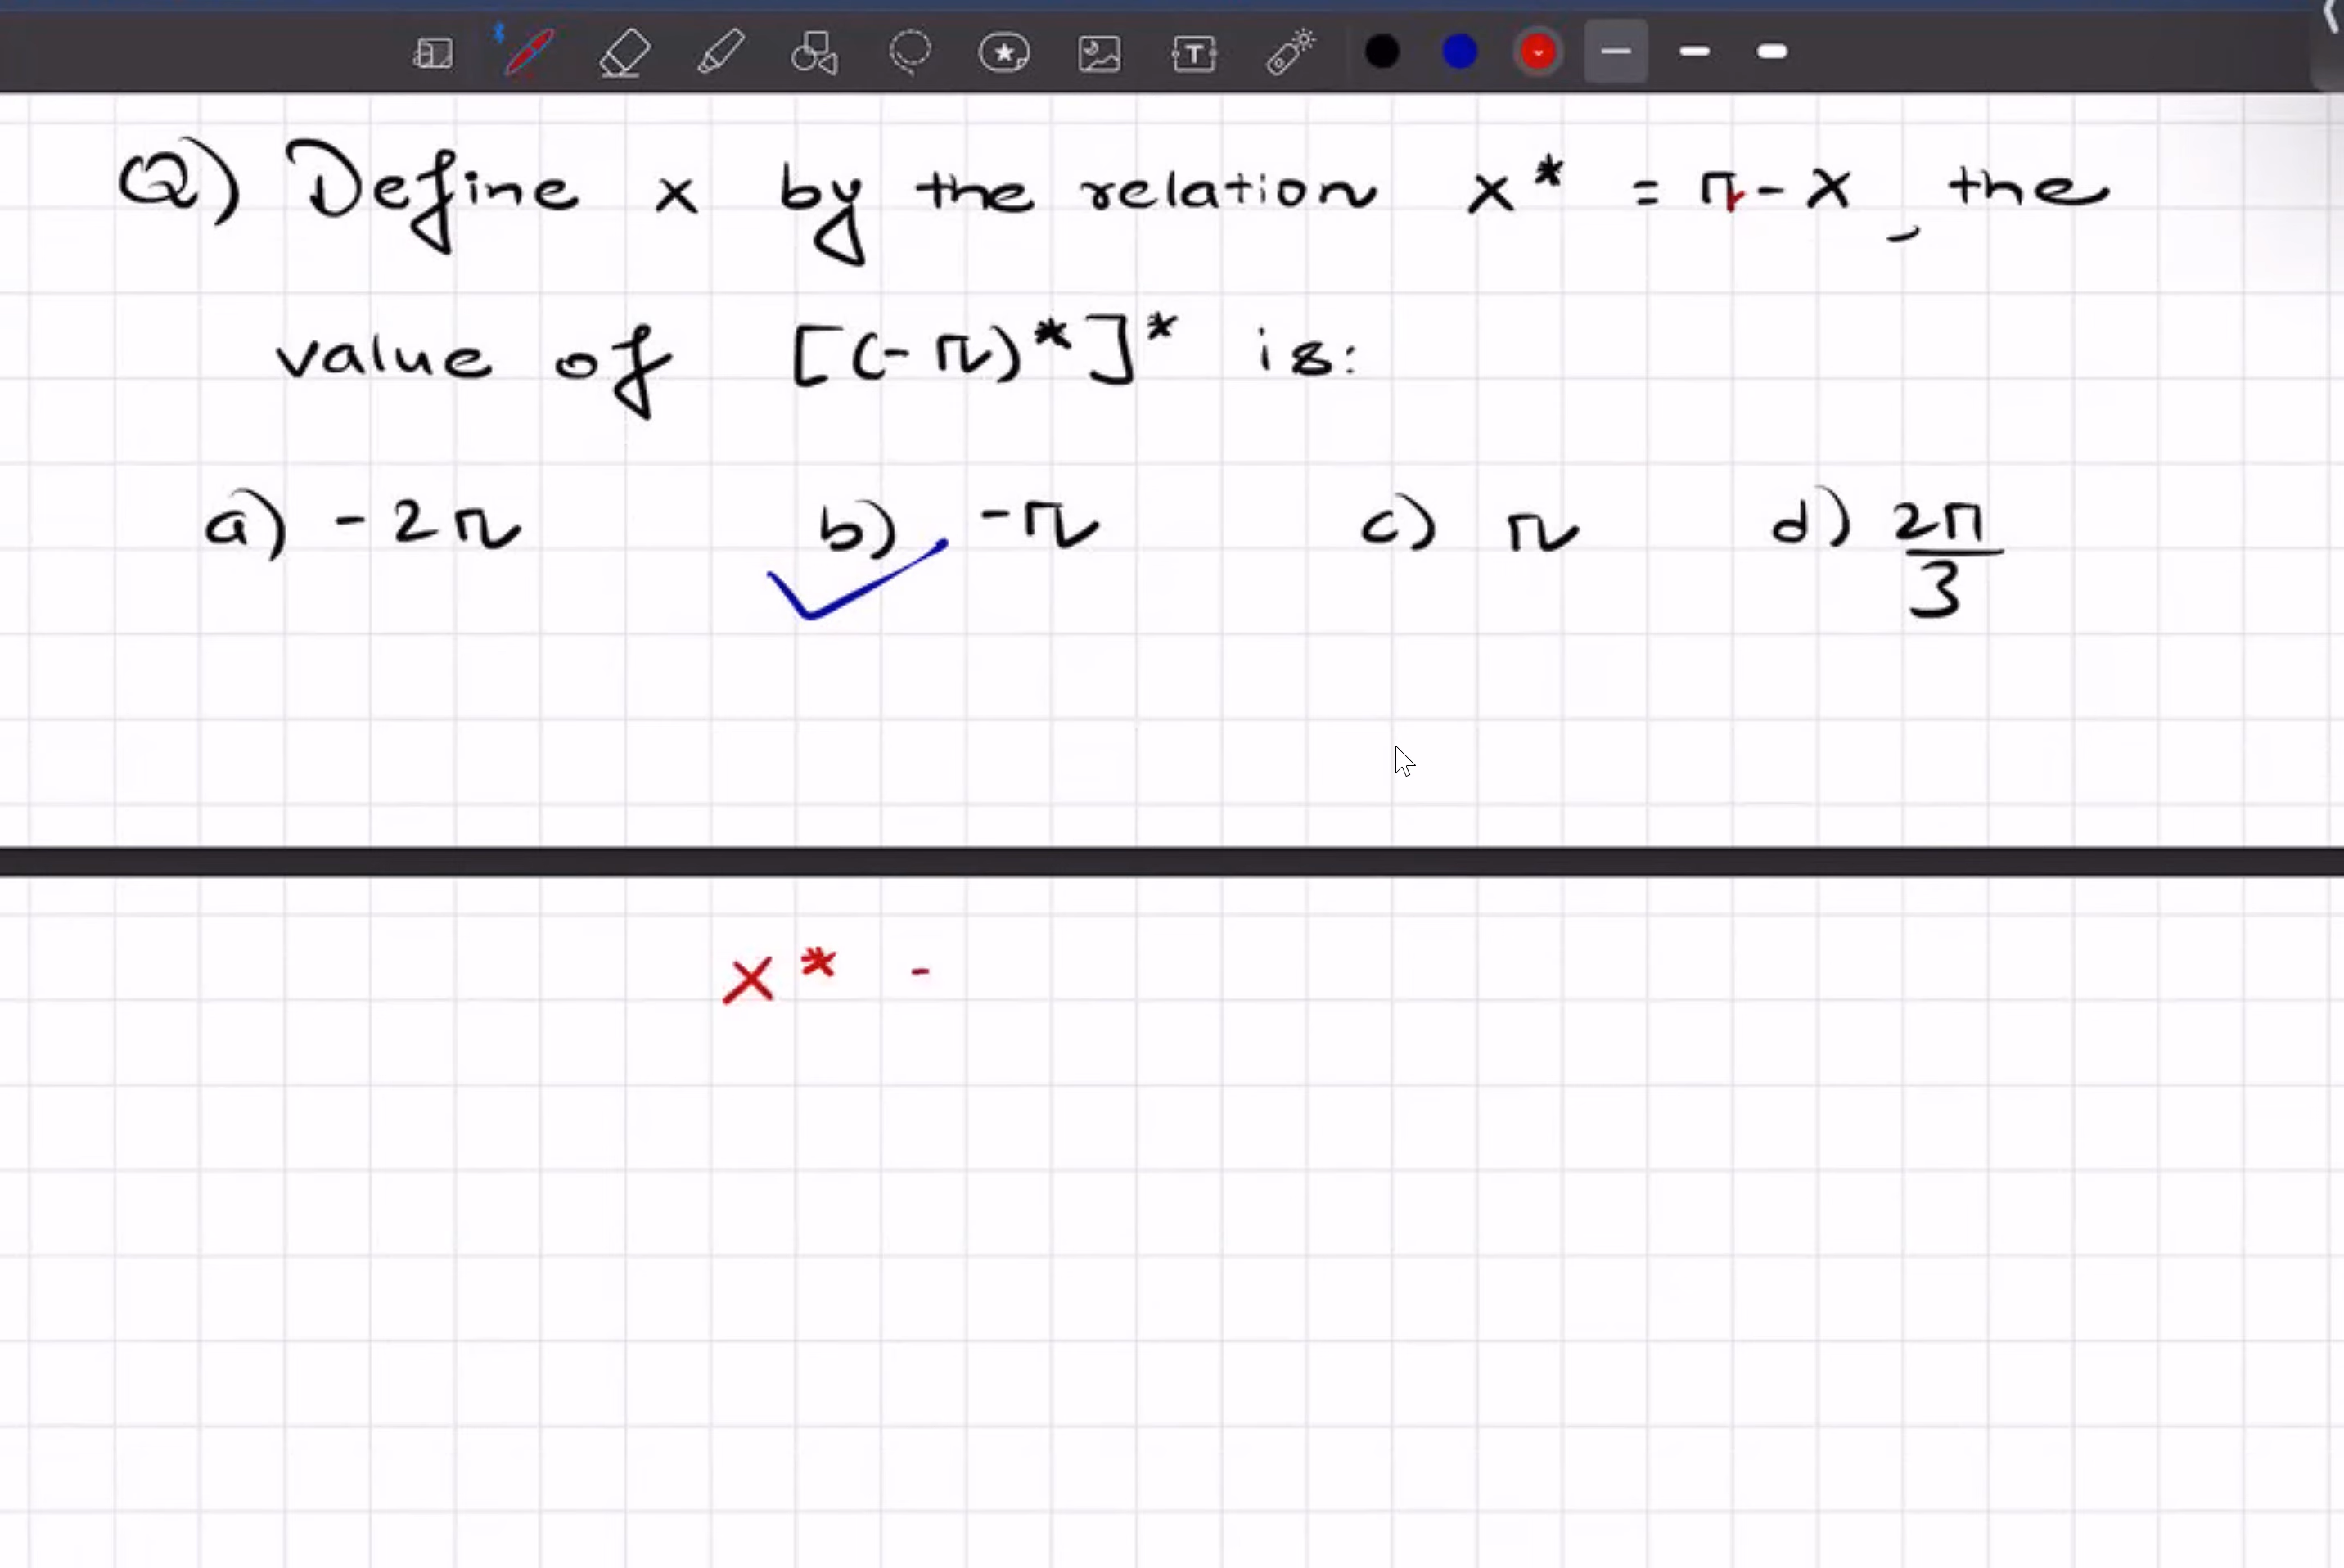 Q) Define x by the relation x* = π - x, the
value of [(-π)*]* is:
a) -2π b) -π c) π d) 2π/3
x* -